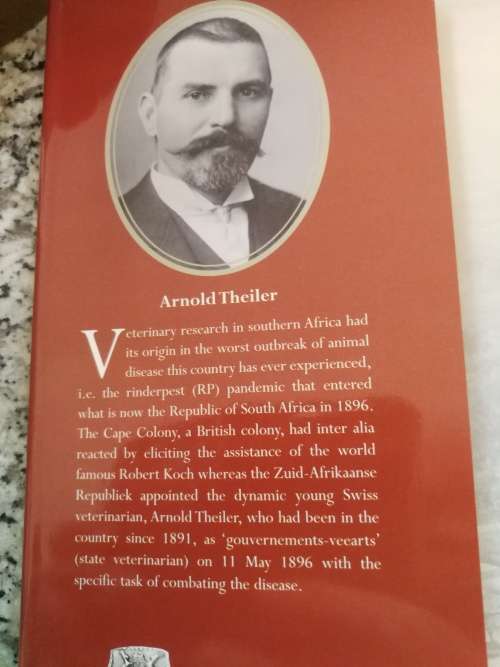 Arnold Theiler
Veterinary research in southern Africa had
its origin in the worst outbreak of animal
disease this country has ever experienced,
i.e. the rinderpest (RP) pandemic that entered
what is now the Republic of South Africa in 1896.
The Cape Colony, a British colony, had inter alia
reacted by eliciting the assistance of the world
famous Robert Koch whereas the Zuid-Afrikaanse
Republiek appointed the dynamic young Swiss
veterinarian, Arnold Theiler, who had been in the
country since 1891, as ‘gouvernements-veearts’
(state veterinarian) on 11 May 1896 with the
specific task of combating the disease.